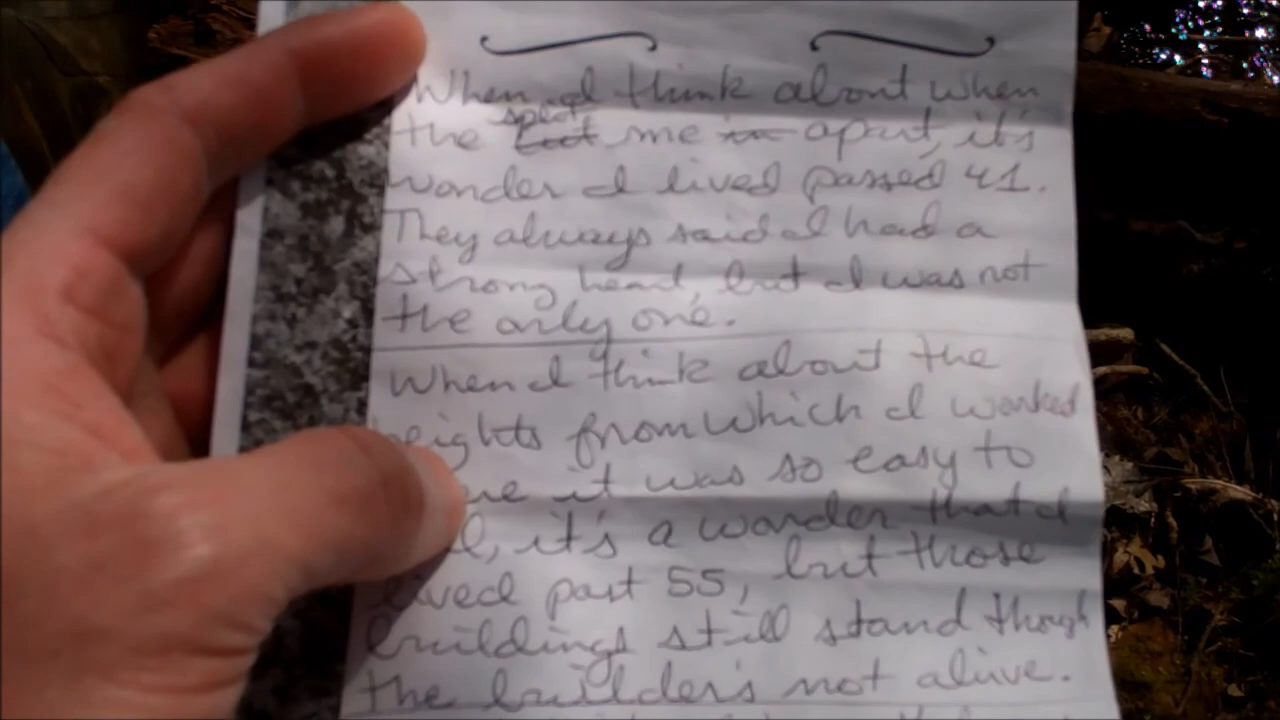 When I think about when
the spect me apart, it's
wonder I lived passed 41.
They always said I had a
strong head, but I was not
the only one.
When I think about the
heights from which I worked
it was so easy to
it's a wonder that I
lived past 55, but those
buildings still stand though
the builder's not alive.